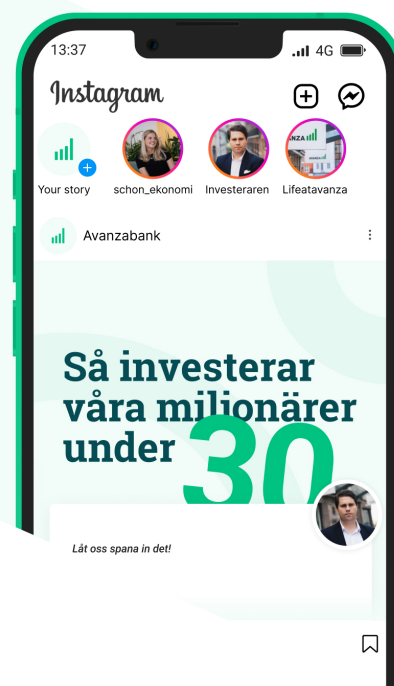 13:37
4G
Instagram
Your story
schon_ekonomi
Investeraren
Lifeatavanza
Avanzabank
Så investerar
våra miljonärer
under
30
Låt oss spana in det!